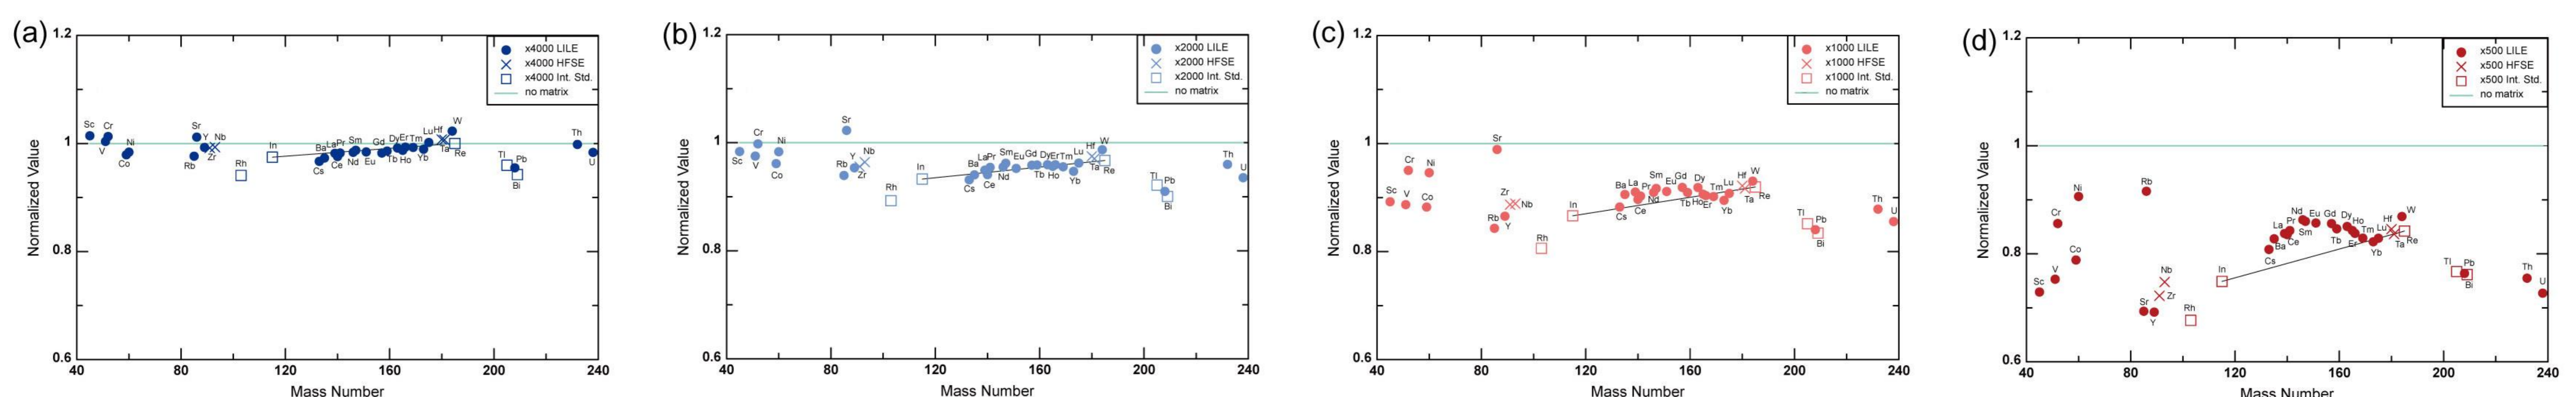 (a)
1.2
1
0.8
0.6
Normalized Value
x4000 LILE
x4000 HFSE
x4000 Int. Std.
no matrix
Sc
Cr
V
Ni
Co
Sr
Y
Nb
Zr
Rb
Rh
In
Ba
Cs
La
Pr
Ce
Sm
Nd
Eu
Gd
Tb
Dy
Ho
Er
Tm
Yb
Lu
Hf
Ta
W
Re
Tl
Pb
Bi
Th
U
40
80
120
160
200
240
Mass Number
(b)
1.2
1
0.8
0.6
Normalized Value
x2000 LILE
x2000 HFSE
x2000 Int. Std.
no matrix
Sc
Cr
V
Ni
Co
Sr
Rb
Y
Nb
Zr
Rh
In
Ba
Cs
La
Pr
Ce
Sm
Nd
Eu
Gd
Tb
Dy
Er
Ho
Tm
Yb
Lu
Hf
Ta
W
Re
Tl
Pb
Bi
Th
U
40
80
120
160
200
240
Mass Number
(c)
1.2
1
0.8
0.6
Normalized Value
x1000 LILE
x1000 HFSE
x1000 Int. Std.
no matrix
Sc
Cr
V
Ni
Co
Sr
Rb
Zr
Nb
Y
Rh
In
Ba
Cs
La
Pr
Ce
Sm
Nd
Eu
Gd
Tb
Dy
Ho
Er
Tm
Yb
Lu
Hf
Ta
W
Re
Tl
Pb
Bi
Th
U
40
80
120
160
200
240
Mass Number
(d)
1.2
1
0.8
0.6
Normalized Value
x500 LILE
x500 HFSE
x500 Int. Std.
no matrix
Sc
Cr
V
Ni
Co
Rb
Sr
Y
Nb
Zr
Rh
In
La
Ba
Cs
Pr
Ce
Nd
Sm
Eu
Gd
Tb
Dy
Ho
Er
Tm
Yb
Lu
Hf
Ta
W
Re
Tl
Pb
Bi
Th
U
40
80
120
160
200
240
Mass Number